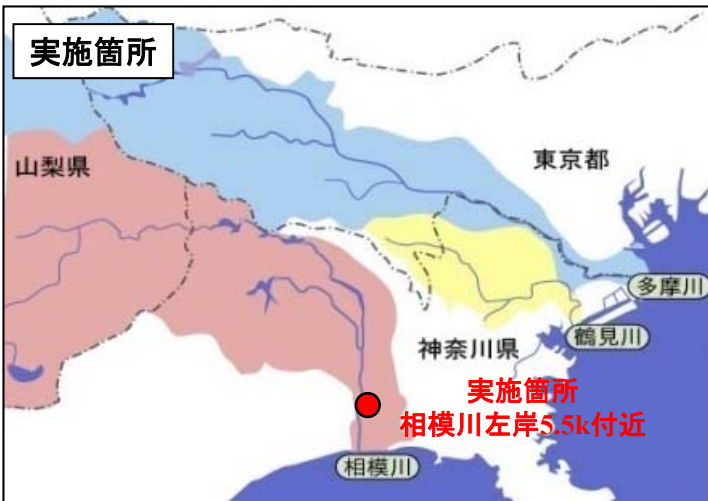 実施箇所
山梨県
東京都
多摩川
鶴見川
神奈川県
実施箇所
相模川左岸5.5k付近
相模川